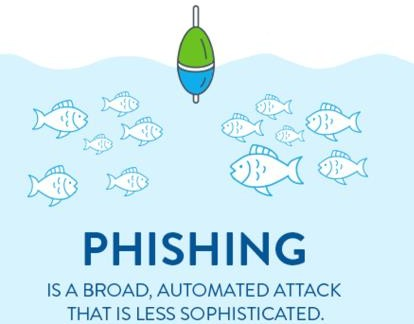 PHISHING
IS A BROAD, AUTOMATED ATTACK
THAT IS LESS SOPHISTICATED.